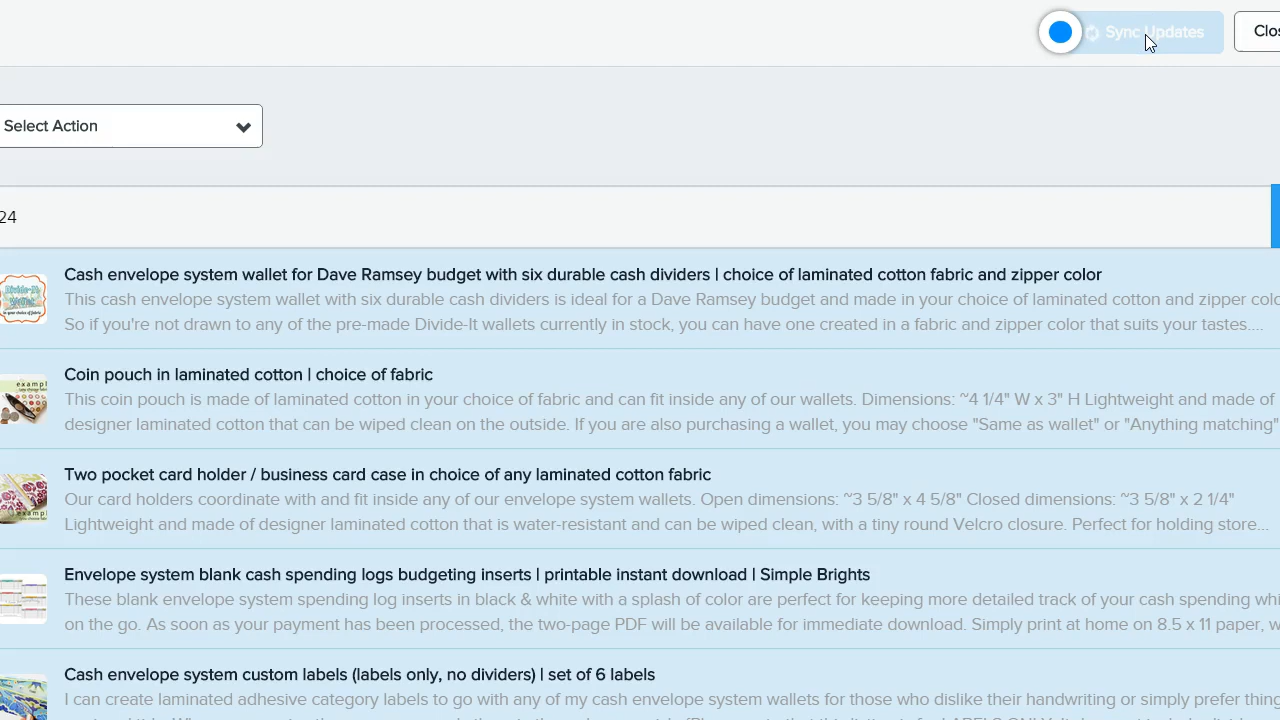 Sync Updates
Clos
Select Action
24
Cash envelope system wallet for Dave Ramsey budget with six durable cash dividers | choice of laminated cotton fabric and zipper color
This cash envelope system wallet with six durable cash dividers is ideal for a Dave Ramsey budget and made in your choice of laminated cotton and zipper colo
So if you're not drawn to any of the pre-made Divide-It wallets currently in stock, you can have one created in a fabric and zipper color that suits your tastes....
Divide-It
Wallet
Coin pouch in laminated cotton | choice of fabric
This coin pouch is made of laminated cotton in your choice of fabric and can fit inside any of our wallets. Dimensions: ~4 1/4" W x 3" H Lightweight and made of
designer laminated cotton that can be wiped clean on the outside. If you are also purchasing a wallet, you may choose "Same as wallet" or "Anything matching"
exampl
Two pocket card holder / business card case in choice of any laminated cotton fabric
Our card holders coordinate with and fit inside any of our envelope system wallets. Open dimensions: ~3 5/8" x 4 5/8" Closed dimensions: ~3 5/8" x 2 1/4"
Lightweight and made of designer laminated cotton that is water-resistant and can be wiped clean, with a tiny round Velcro closure. Perfect for holding store...
exampl
Envelope system blank cash spending logs budgeting inserts | printable instant download | Simple Brights
These blank envelope system spending log inserts in black & white with a splash of color are perfect for keeping more detailed track of your cash spending whi
on the go. As soon as your payment has been processed, the two-page PDF will be available for immediate download. Simply print at home on 8.5 x 11 paper, w
Cash envelope system custom labels (labels only, no dividers) | set of 6 labels
I can create laminated adhesive category labels to go with any of my cash envelope system wallets for those who dislike their handwriting or simply prefer thing